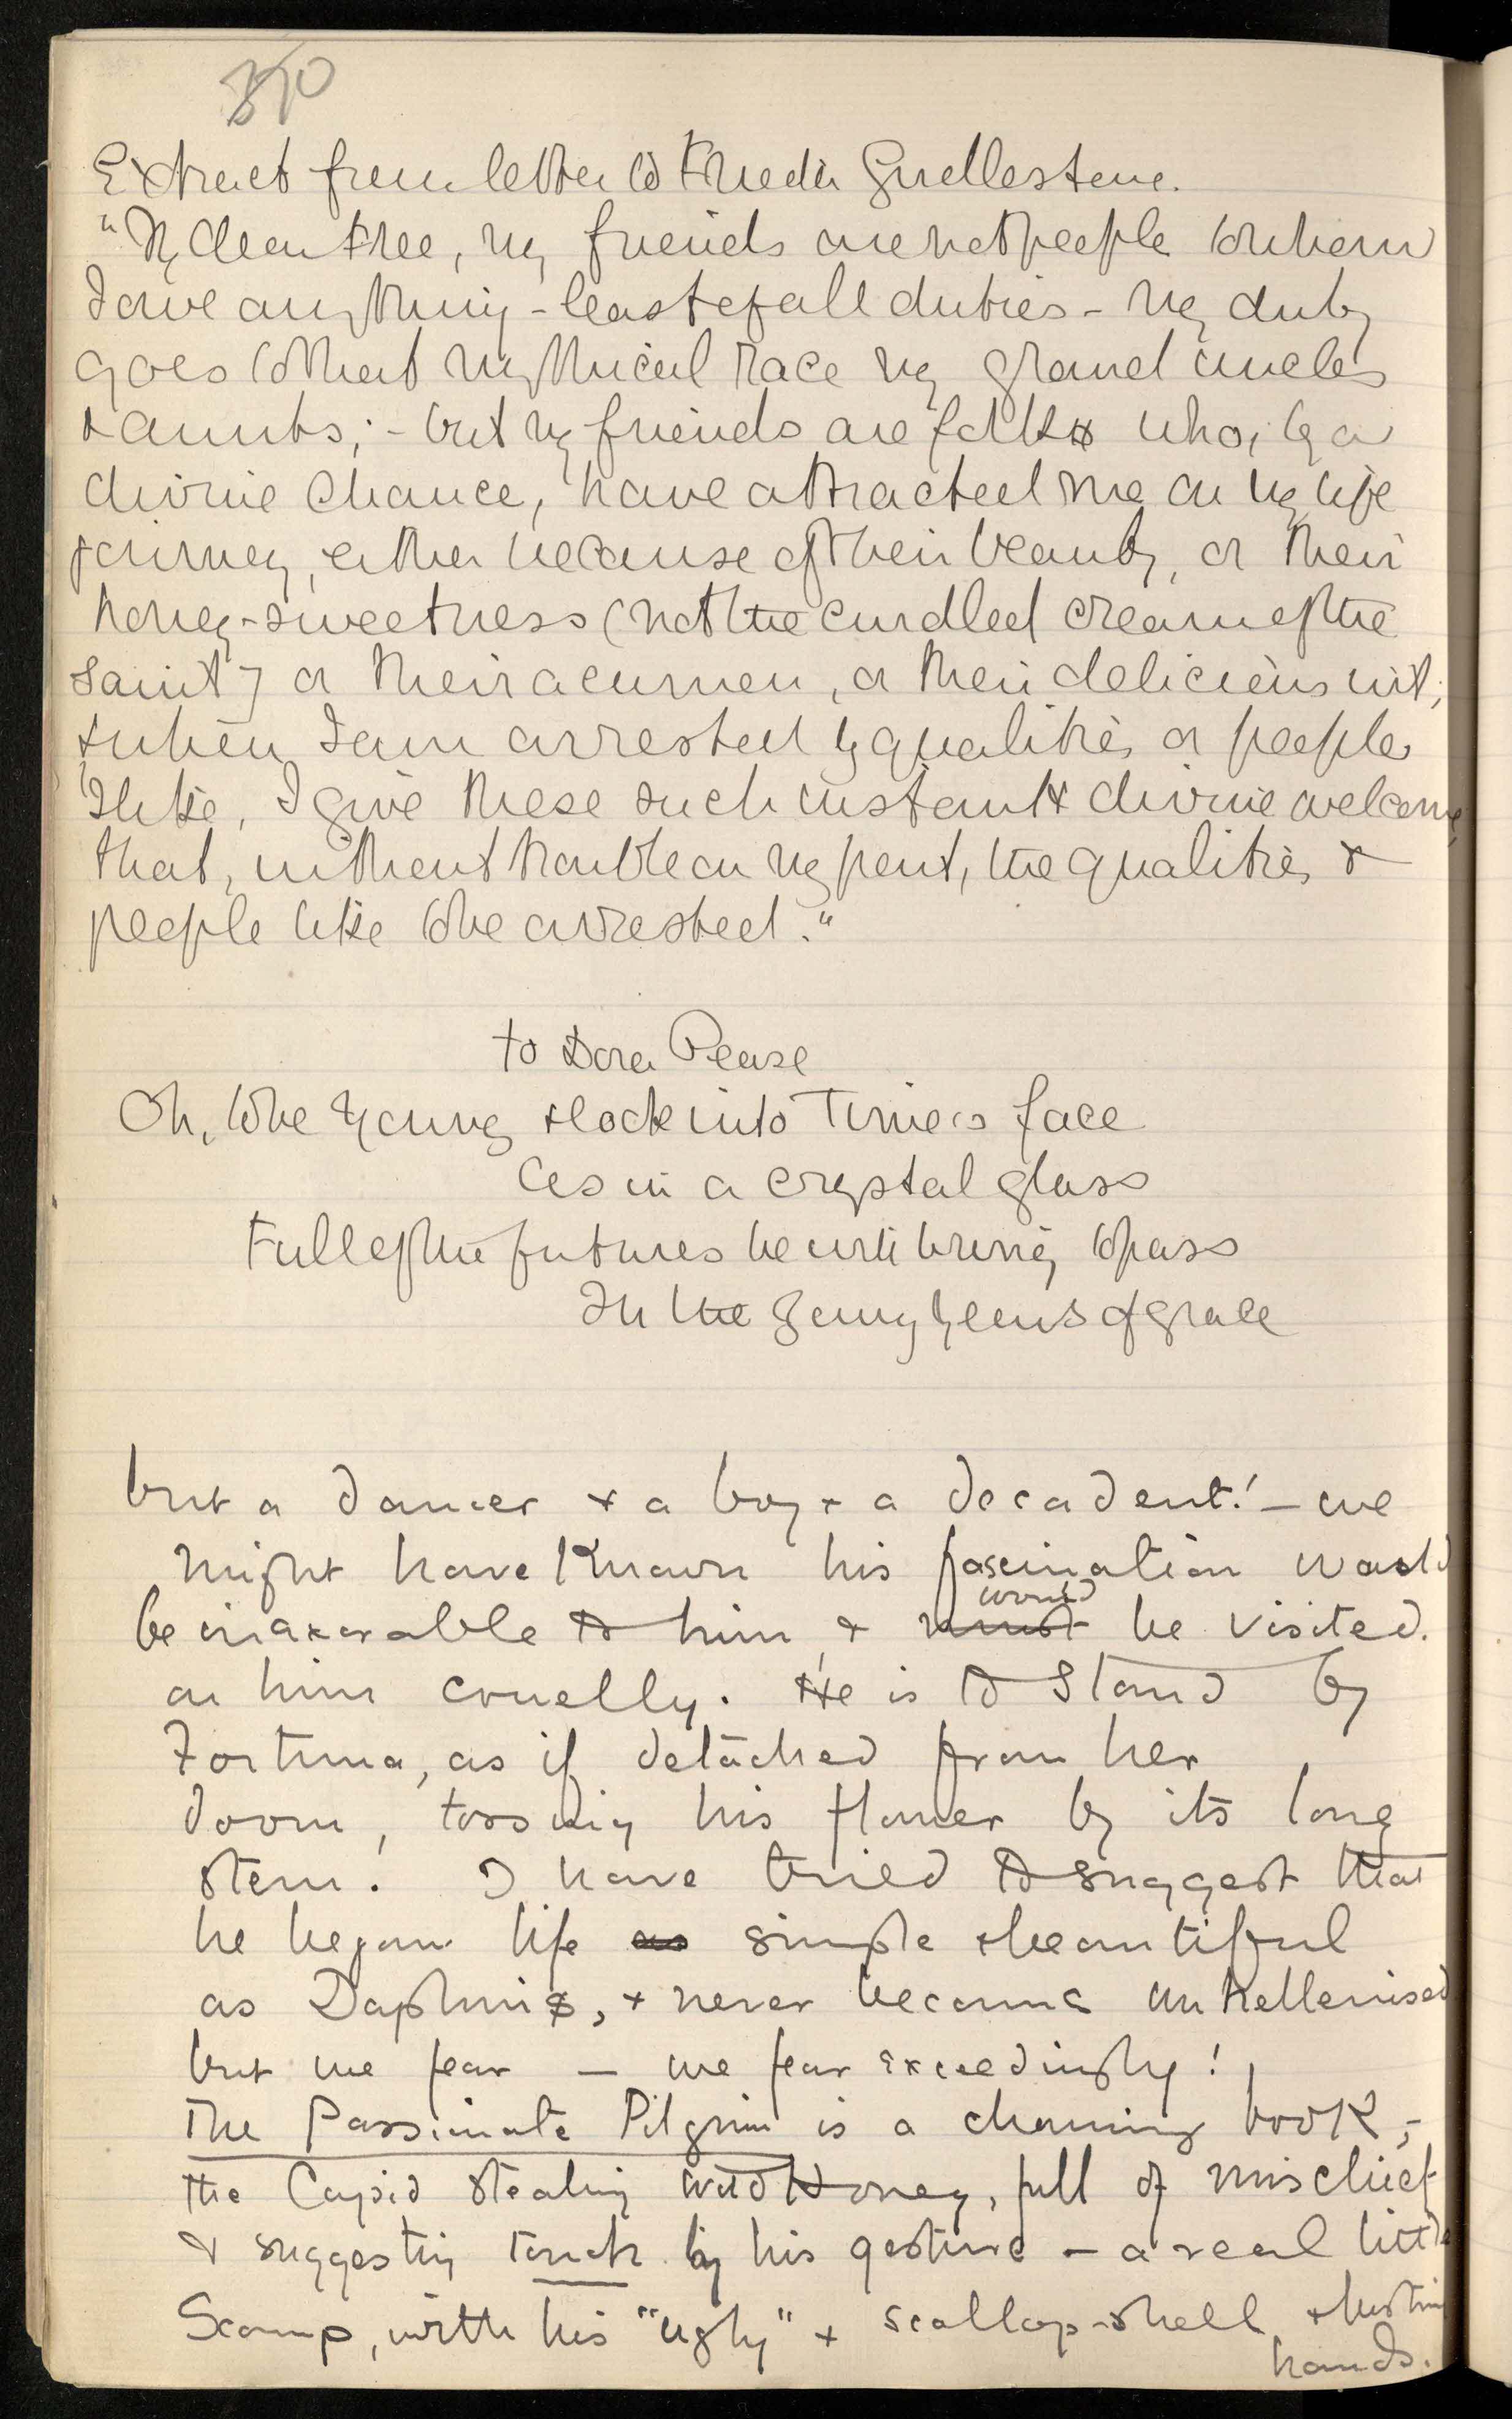 Extract from letter to Freda Girdlestone.
"My dear Free, my friends are not people to whom
I owe anything - least of all duties - my duty
goes to that mythical race my grand uncles
& aunts; - but my friends are folks who, by a
divine chance, have attracted me on my life
journey, either because of their beauty, or their
honey-sweetness (not the curdled cream of the
saint) or their acumen, or their delicious wit,
& when I am arrested by qualities or people
I like, I give these such instant & divine welcome,
that, without trouble on my part, the qualities &
people like to be arrested."
to Dora Pease
Oh, to be young & look into Time's face
As in a crystal glass
Full of the futures he will bring to pass
In the years of grace
but a dancer & a boy & a decadent! - we
might have known his fascination would
be inexorable to him, & ~~must~~ would be visited
on him cruelly. He is to stand by
Fortuna, as if detached from her
doom, tossing his flower by its long
stem. I have tried to suggest that
he began life ~~as~~ simple & beautiful
as Daphnis, & never became unhellenised
but we fear - we fear exceedingly!
The Passionate Pilgrim is a charming book, -
the Cupid stealing wild Honey, full of mischief
& suggesting touch by his gesture - a real little
Scamp, with his "ugly" & scallop-shell
hands.